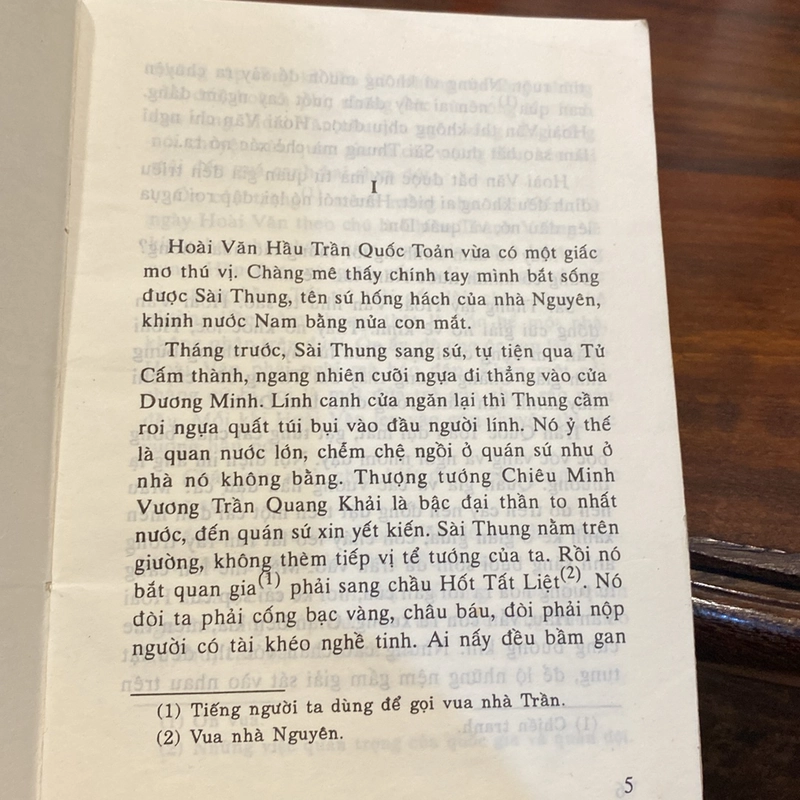 I
Hoài Văn Hầu Trần Quốc Toản vừa có một giấc
mơ thú vị. Chàng mê thấy chính tay mình bắt sống
được Sài Thung, tên sứ hống hách của nhà Nguyên,
khinh nước Nam bằng nửa con mắt.
Tháng trước, Sài Thung sang sứ, tự tiện qua Tử
Cấm thành, ngang nhiên cưỡi ngựa đi thẳng vào cửa
Dương Minh. Lính canh cửa ngăn lại thì Thung cầm
roi ngựa quất túi bụi vào đầu người lính. Nó ỷ thế
là quan nước lớn, chễm chệ ngồi ở quán sứ như ở
nhà nó không bằng. Thượng tướng Chiêu Minh
Vương Trần Quang Khải là bậc đại thần to nhất
nước, đến quán sứ xin yết kiến. Sài Thung nằm trên
giường, không thèm tiếp vị tể tướng của ta. Rồi nó
bắt quan gia(1) phải sang chầu Hốt Tất Liệt(2). Nó
đòi ta phải cống bạc vàng, châu báu, đòi phải nộp
người có tài khéo nghề tinh. Ai nấy đều bầm gan
(1) Tiếng người ta dùng để gọi vua nhà Trần.
(2) Vua nhà Nguyên.
5